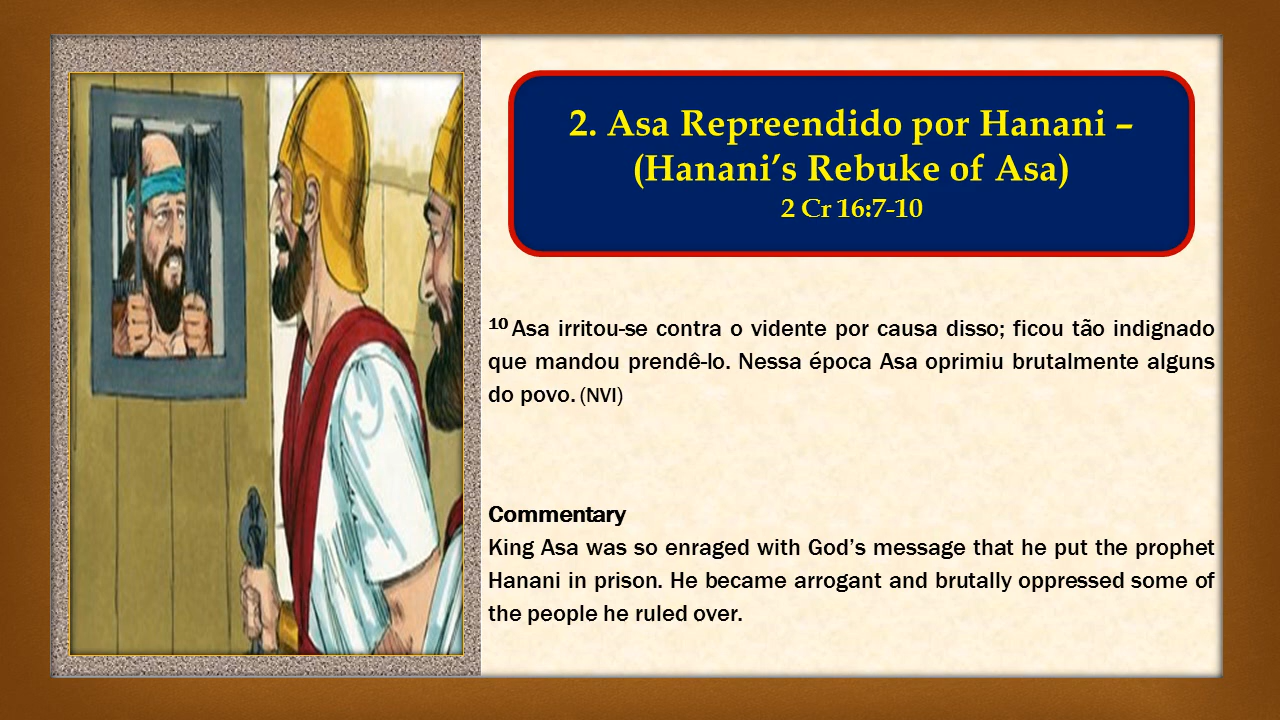 2. Asa Repreendido por Hanani –
(Hanani’s Rebuke of Asa)
2 Cr 16:7-10
10 Asa irritou-se contra o vidente por causa disso; ficou tão indignado
que mandou prendê-lo. Nessa época Asa oprimiu brutalmente alguns
do povo. (NVI)
Commentary
King Asa was so enraged with God’s message that he put the prophet
Hanani in prison. He became arrogant and brutally oppressed some of
the people he ruled over.